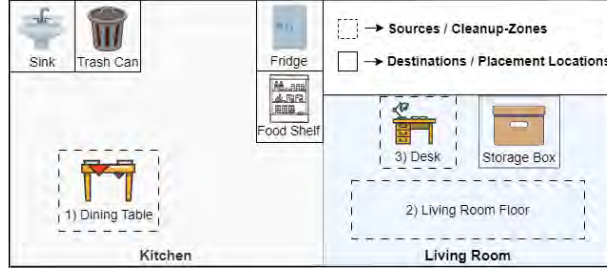 Sink
Trash Can
Fridge
→ Sources / Cleanup-Zones
→ Destinations / Placement Locations
Food Shelf
3) Desk
Storage Box
1) Dining Table
2) Living Room Floor
Kitchen
Living Room